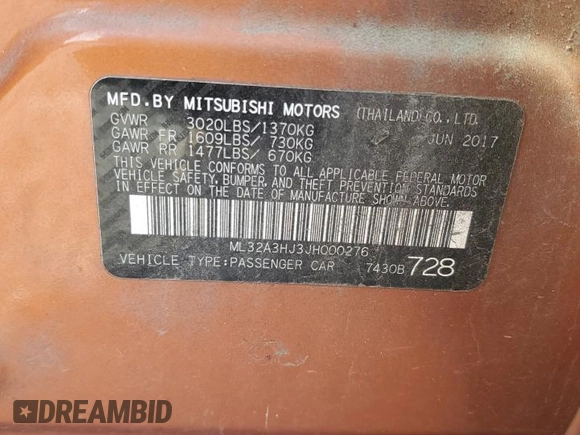 MFD.BY MITSUBISHI MOTORS (THAILAND)CO.,LTD.
GVWR 3020LBS/1370KG JUN 2017
GAWR FR 1609LBS/ 730KG
GAWR RR 1477LBS/ 670KG
THIS VEHICLE CONFORMS TO ALL APPLICABLE FEDERAL MOTOR
VEHICLE SAFETY, BUMPER, AND THEFT PREVENTION STANDARDS
IN EFFECT ON THE DATE OF MANUFACTURE SHOWN ABOVE.
ML32A3HJ3JH000276
VEHICLE TYPE:PASSENGER CAR 7430B 728
DREAMBID